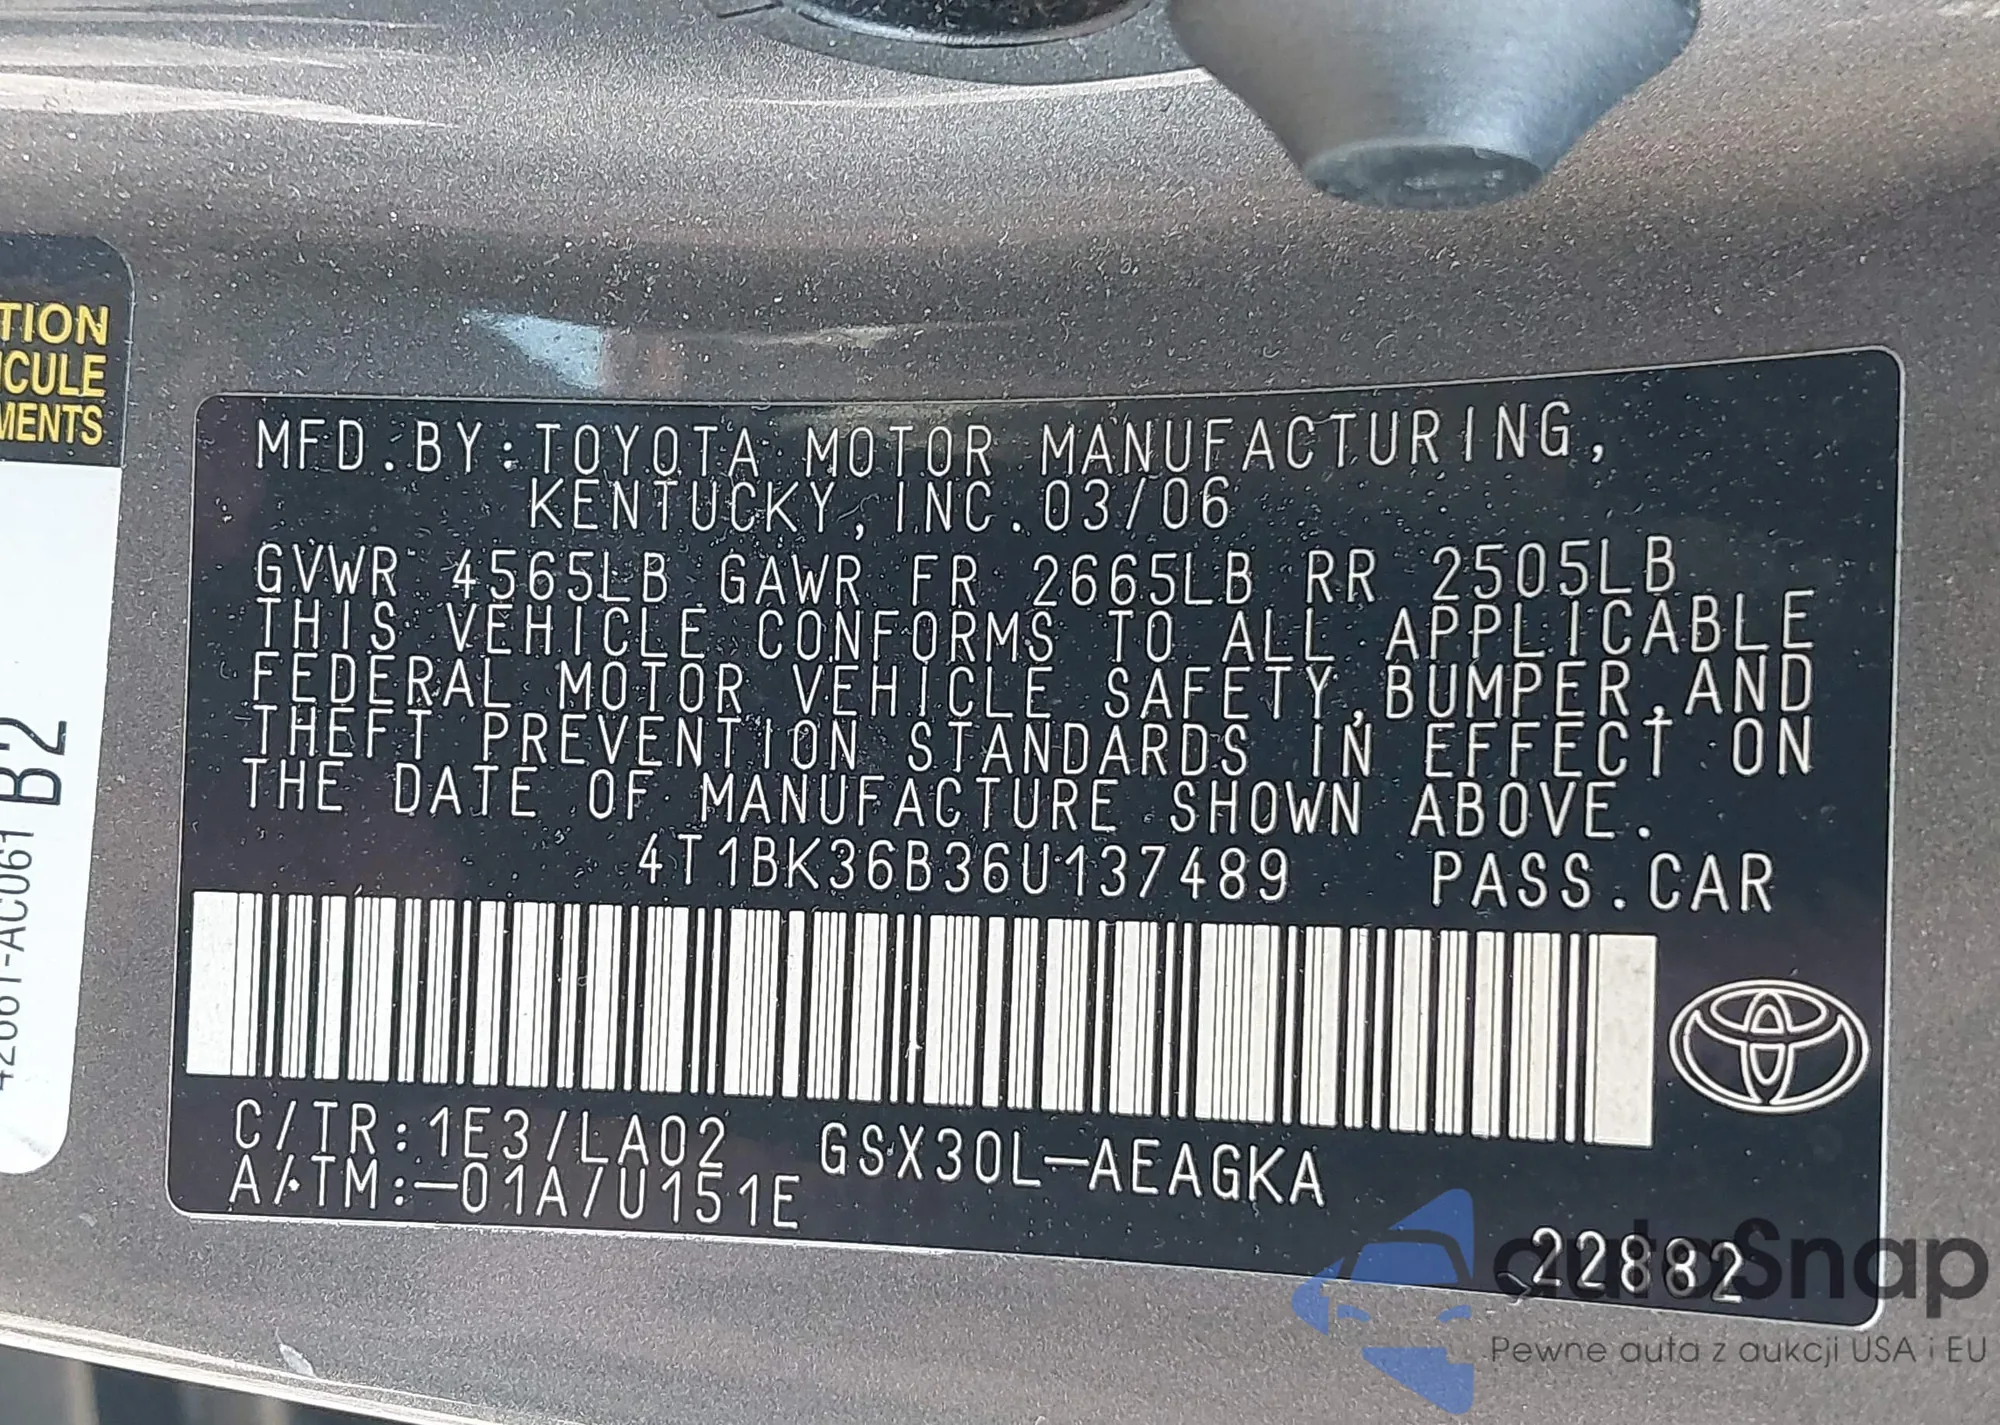 TION
ICULE
MENTS
B2
MFD.BY:TOYOTA MOTOR MANUFACTURING,
KENTUCKY, INC. 03/06
GVWR 4565LB GAWR FR 2665LB RR 2505LB
THIS VEHICLE CONFORMS TO ALL APPLICABLE
FEDERAL MOTOR VEHICLE SAFETY,BUMPER,AND
THEFT PREVENTION STANDARDS IN EFFECT ON
THE DATE OF MANUFACTURE SHOWN ABOVE.
4T1BK36B36U137489 PASS.CAR
C/TR:1E3/LA02 GSX30L-AEAGKA
A/TM:-01A/U151E
22882
autoSnap
Pewne auta z aukcji USA i EU